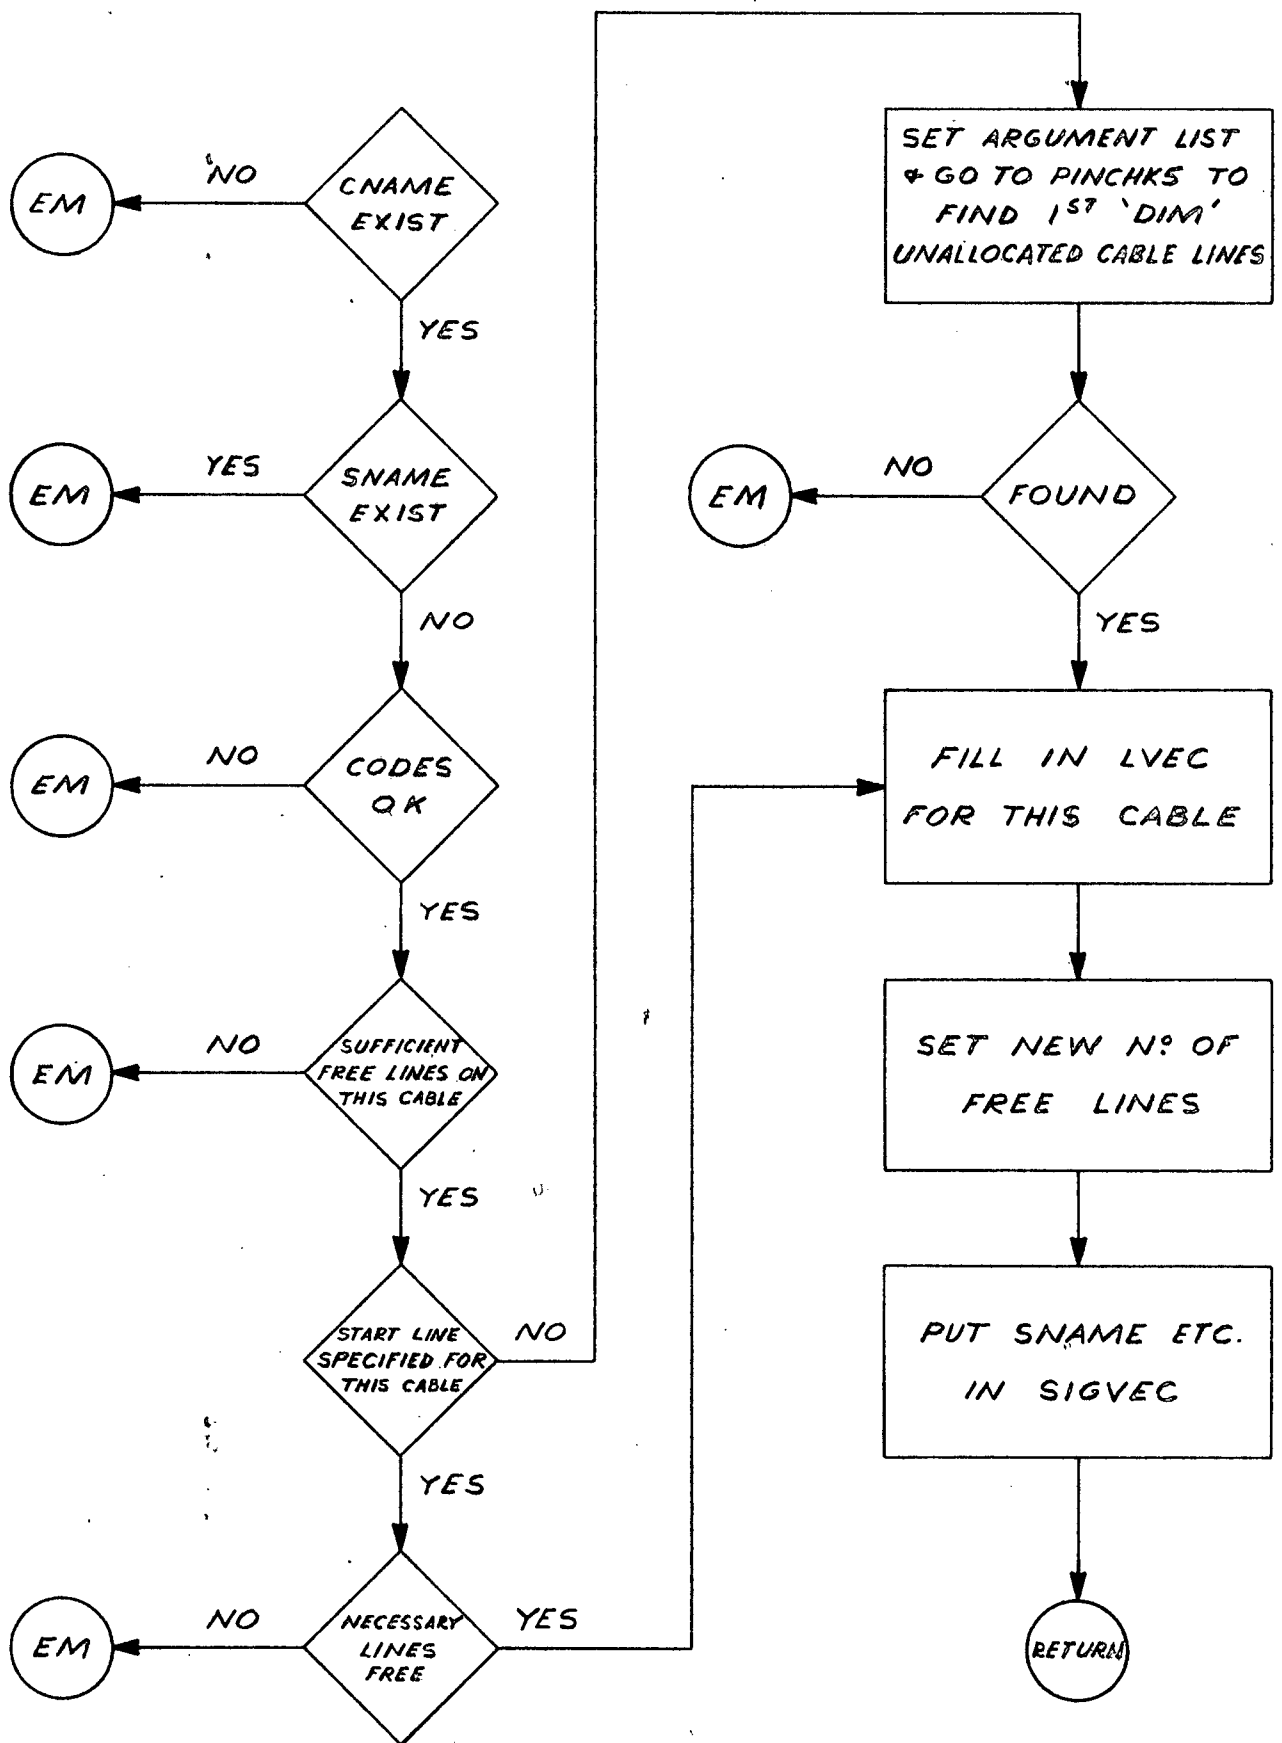 CNAME
EXIST
NO
EM
YES
SNAME
EXIST
YES
EM
NO
CODES
OK
NO
EM
YES
SUFFICIENT
FREE LINES ON
THIS CABLE
NO
EM
YES
START LINE
SPECIFIED FOR
THIS CABLE
NO
YES
NECESSARY
LINES
FREE
NO
EM
YES
SET ARGUMENT LIST
& GO TO PINCHK5 TO
FIND 1ST 'DIM'
UNALLOCATED CABLE LINES
FOUND
NO
EM
YES
FILL IN LVEC
FOR THIS CABLE
SET NEW Nº OF
FREE LINES
PUT SNAME ETC.
IN SIGVEC
RETURN